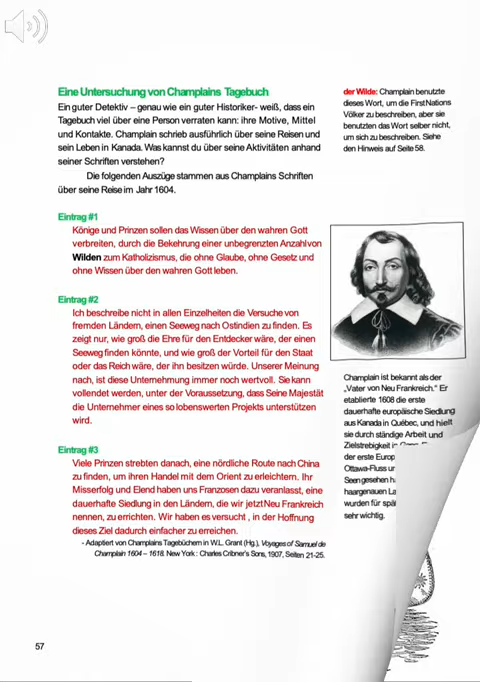 Eine Untersuchung von Champlains Tagebuch
Ein guter Detektiv – genau wie ein guter Historiker- weiß, dass ein
Tagebuch viel über eine Person verraten kann: ihre Motive, Mittel
und Kontakte. Champlain schrieb ausführlich über seine Reisen und
sein Leben in Kanada. Was kannst du über seine Aktivitäten anhand
seiner Schriften verstehen?
Die folgenden Auszüge stammen aus Champlains Schriften
über seine Reise im Jahr 1604.
Eintrag #1
Könige und Prinzen sollen das Wissen über den wahren Gott
verbreiten, durch die Bekehrung einer unbegrenzten Anzahl von
Wilden zum Katholizismus, die ohne Glaube, ohne Gesetz und
ohne Wissen über den wahren Gott leben.
Eintrag #2
Ich beschreibe nicht in allen Einzelheiten die Versuche von
fremden Ländern, einen Seeweg nach Ostindien zu finden. Es
zeigt nur, wie groß die Ehre für den Entdecker wäre, der einen
Seeweg finden könnte, und wie groß der Vorteil für den Staat
oder das Reich wäre, der ihn besitzen würde. Unserer Meinung
nach, ist diese Unternehmung immer noch wertvoll. Sie kann
vollendet werden, unter der Voraussetzung, dass Seine Majestät
die Unternehmer eines so lobenswerten Projekts unterstützen
wird.
Eintrag #3
Viele Prinzen strebten danach, eine nördliche Route nach China
zu finden, um ihren Handel mit dem Orient zu erleichtern. Ihr
Misserfolg und Elend haben uns Franzosen dazu veranlasst, eine
dauerhafte Siedlung in den Ländern, die wir jetzt Neu Frankreich
nennen, zu errichten. Wir haben es versucht , in der Hoffnung
dieses Ziel dadurch einfacher zu erreichen.
- Adaptiert von Champlains Tagebüchern in W.L. Grant (Hg.), Voyages of Samuel de
Champlain 1604 – 1618. New York : Charles Cribner's Sons, 1907, Seiten 21-25.
der Wilde: Champlain benutzte
dieses Wort, um die First Nations
Völker zu beschreiben, aber sie
benutzten das Wort selber nicht,
um sich zu beschreiben. Siehe
den Hinweis auf Seite 58.
Champlain ist bekannt als der
„Vater von Neu Frankreich." Er
etablierte 1608 die erste
dauerhafte europäische Siedlung
aus Kanada in Québec, und hielt
sie durch ständige Arbeit und
Zielstrebigkeit in
der erste Europ
Ottawa-Fluss ur
Seen gesehen h
haargenauen La
wurden für spä
sehr wichtig.
57